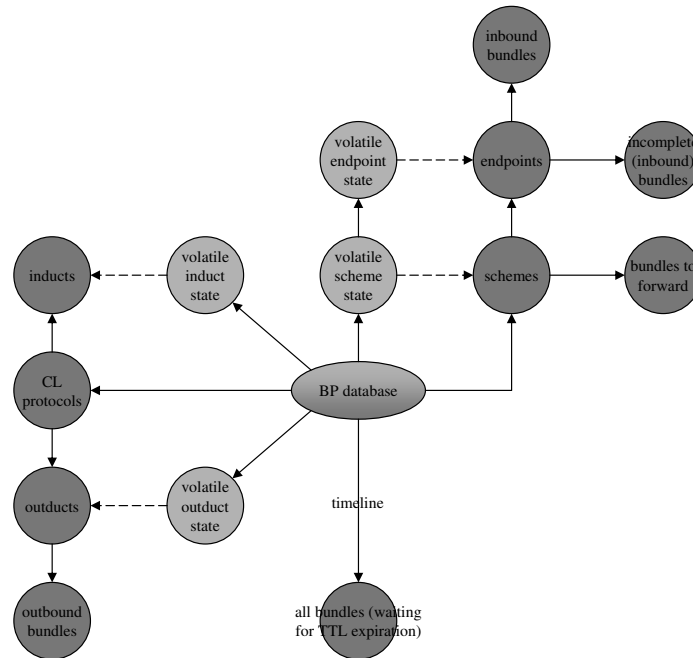 inbound
bundles
volatile
endpoint
state
endpoints
incomplete
(inbound)
bundles
inducts
volatile
induct
state
volatile
scheme
state
schemes
bundles to
forward
CL
protocols
BP database
outducts
volatile
outduct
state
timeline
outbound
bundles
all bundles (waiting
for TTL expiration)